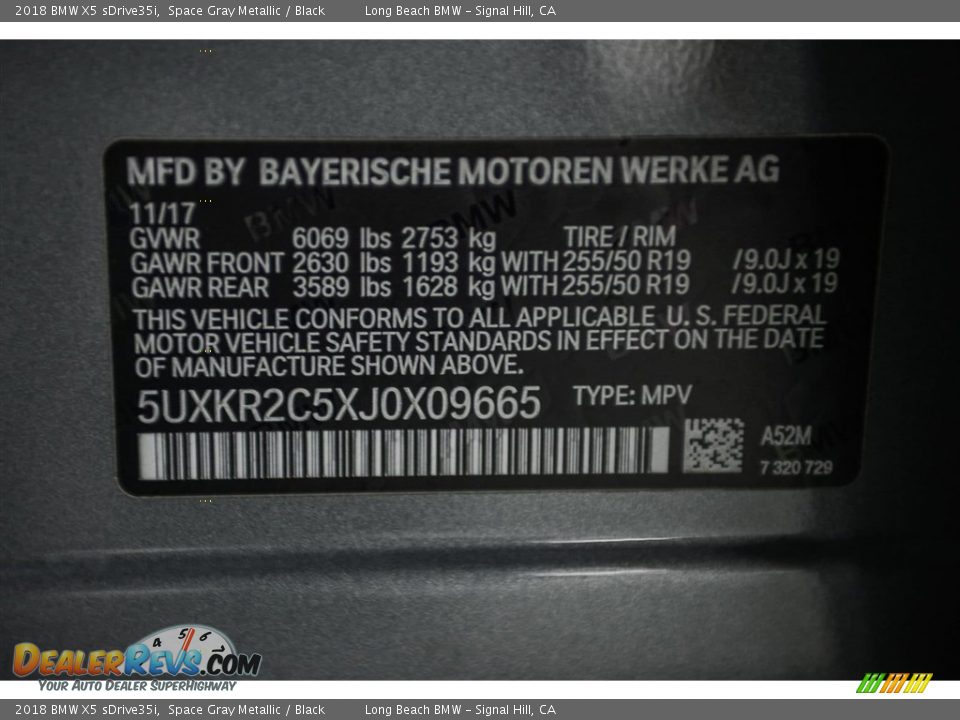 2018 BMW X5 sDrive35i, Space Gray Metallic / Black Long Beach BMW - Signal Hill, CA
MFD BY BAYERISCHE MOTOREN WERKE AG
11/17
GVWR 6069 lbs 2753 kg TIRE / RIM
GAWR FRONT 2630 lbs 1193 kg WITH 255/50 R19 /9.0J x 19
GAWR REAR 3589 lbs 1628 kg WITH 255/50 R19 /9.0J x 19
THIS VEHICLE CONFORMS TO ALL APPLICABLE U. S. FEDERAL
MOTOR VEHICLE SAFETY STANDARDS IN EFFECT ON THE DATE
OF MANUFACTURE SHOWN ABOVE.
5UXKR2C5XJ0X09665 TYPE: MPV
A52M
7 320 729
4 5 6
DEALERREVS.COM
YOUR AUTO DEALER SUPERHIGHWAY
2018 BMW X5 sDrive35i, Space Gray Metallic / Black Long Beach BMW - Signal Hill, CA